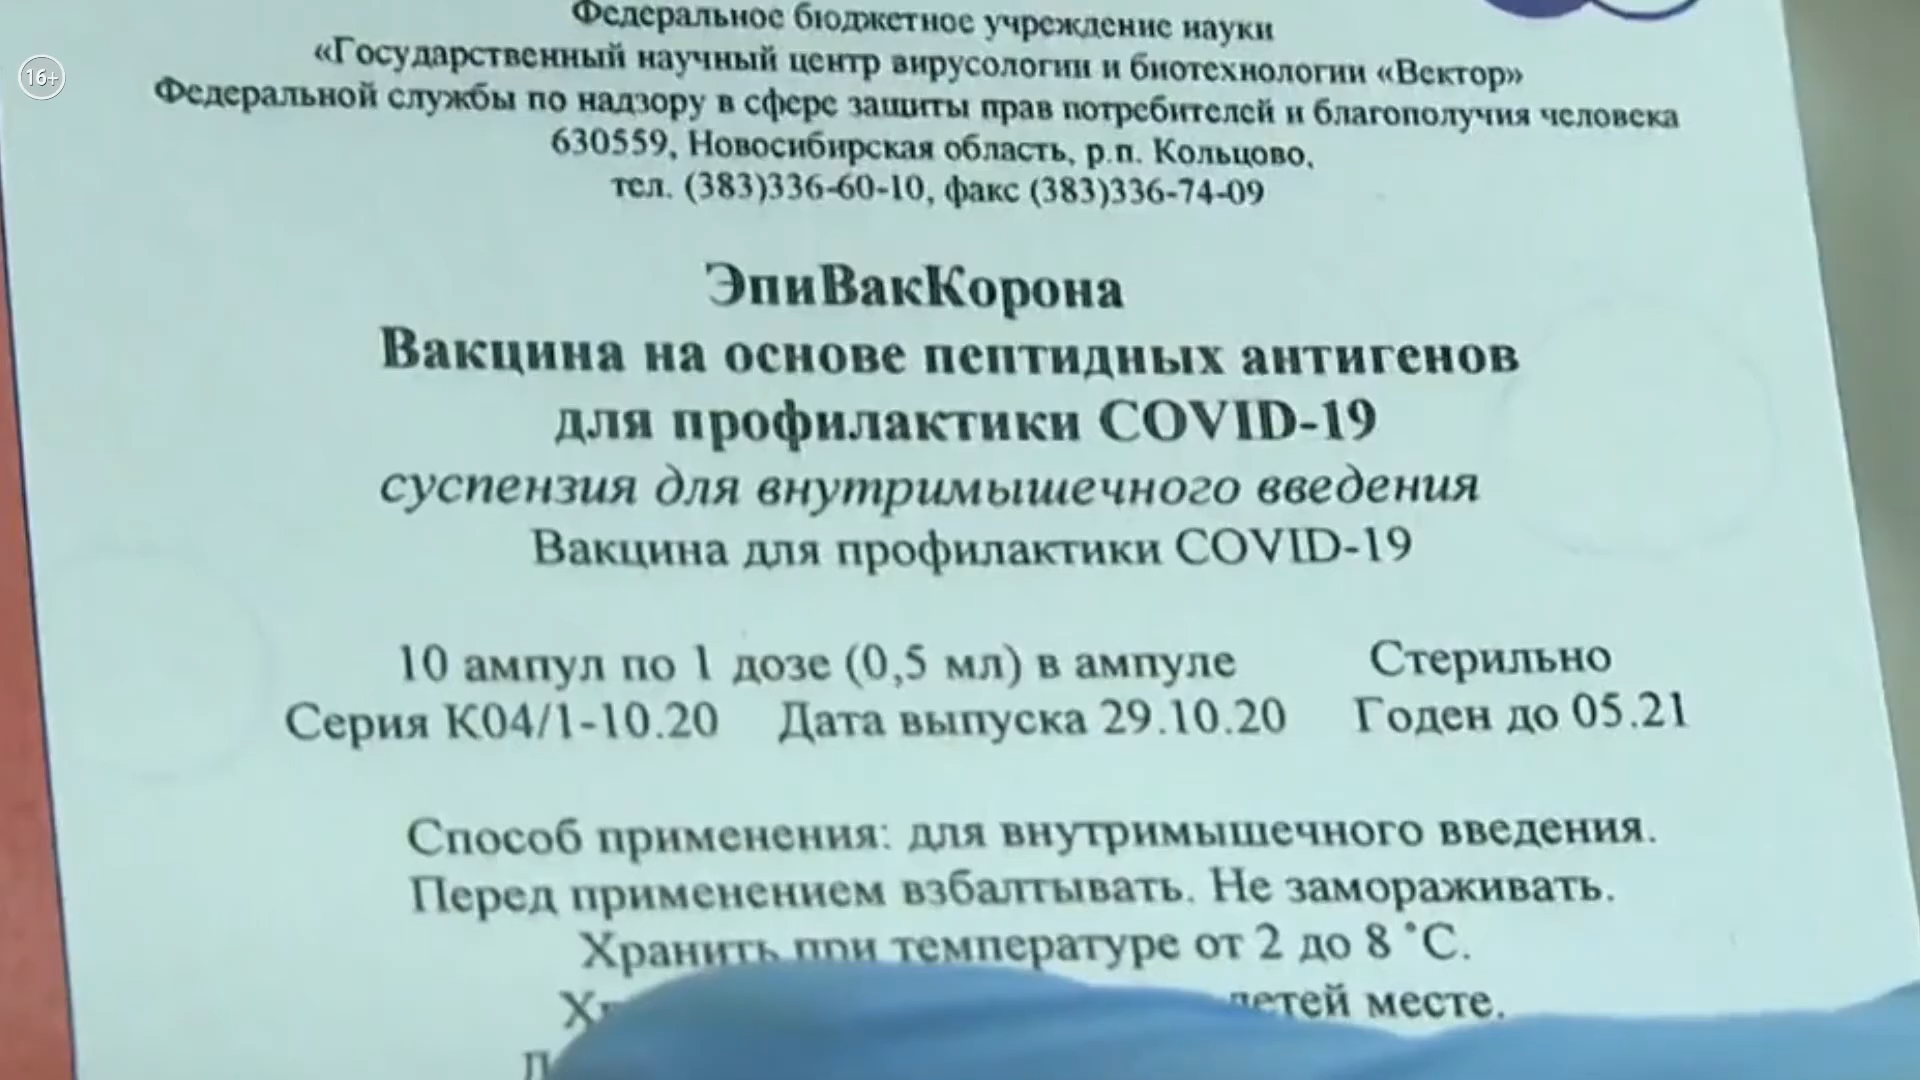 Федеральное бюджетное учреждение науки
«Государственный научный центр вирусологии и биотехнологии «Вектор»
16+
Федеральной службы по надзору в сфере защиты прав потребителей и благополучия человека
630559, Новосибирская область, р.п. Кольцово,
тел. (383)336-60-10, факс (383)336-74-09
ЭпиВакКорона
Вакцина на основе пептидных антигенов
для профилактики COVID-19
суспензия для внутримышечного введения
Вакцина для профилактики COVID-19
10 ампул по 1 дозе (0,5 мл) в ампуле Стерильно
Серия К04/1-10.20 Дата выпуска 29.10.20 Годен до 05.21
Способ применения: для внутримышечного введения.
Перед применением взбалтывать. Не замораживать.
Хранить при температуре от 2 до 8 °С.
детей месте.